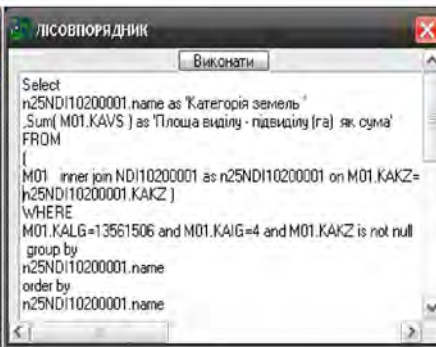 ЛІСОВПОРЯДНИК
Виконати
Select
n25NDI10200001.name as 'Категорія земель '
,Sum( M01.KAVS ) as 'Площа виділу - підвиділу (га)  як сума'
FROM
(
M01   inner join NDI10200001 as n25NDI10200001 on M01.KAKZ=
n25NDI10200001.KAKZ )
WHERE
M01.KALG=13561506 and M01.KAIG=4 and M01.KAKZ is not null
group by
n25NDI10200001.name
order by
n25NDI10200001.name